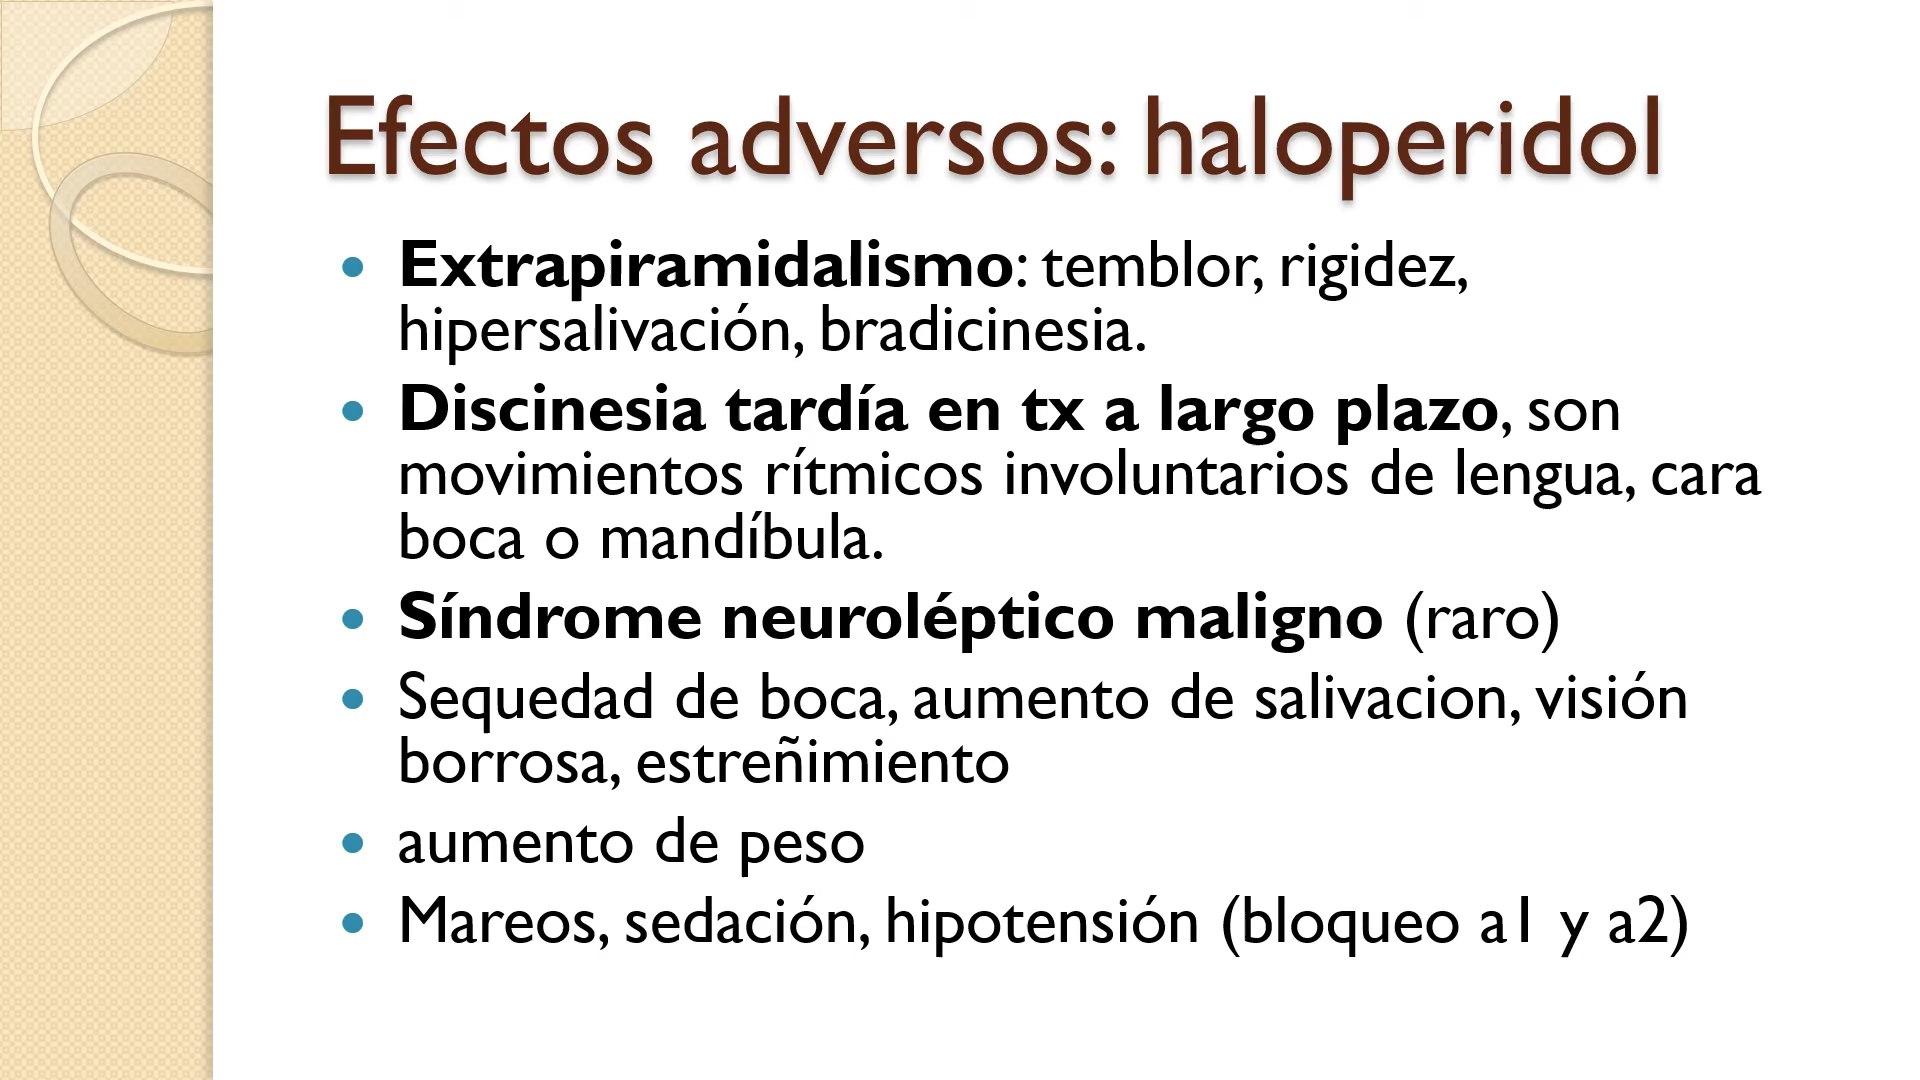 Efectos adversos: haloperidol
• Extrapiramidalismo: temblor, rigidez,
hipersalivación, bradicinesia.
• Discinesia tardía en tx a largo plazo, son
movimientos rítmicos involuntarios de lengua, cara
boca o mandíbula.
• Síndrome neuroléptico maligno (raro)
• Sequedad de boca, aumento de salivacion, visión
borrosa, estreñimiento
• aumento de peso
• Mareos, sedación, hipotensión (bloqueo a1 y a2)